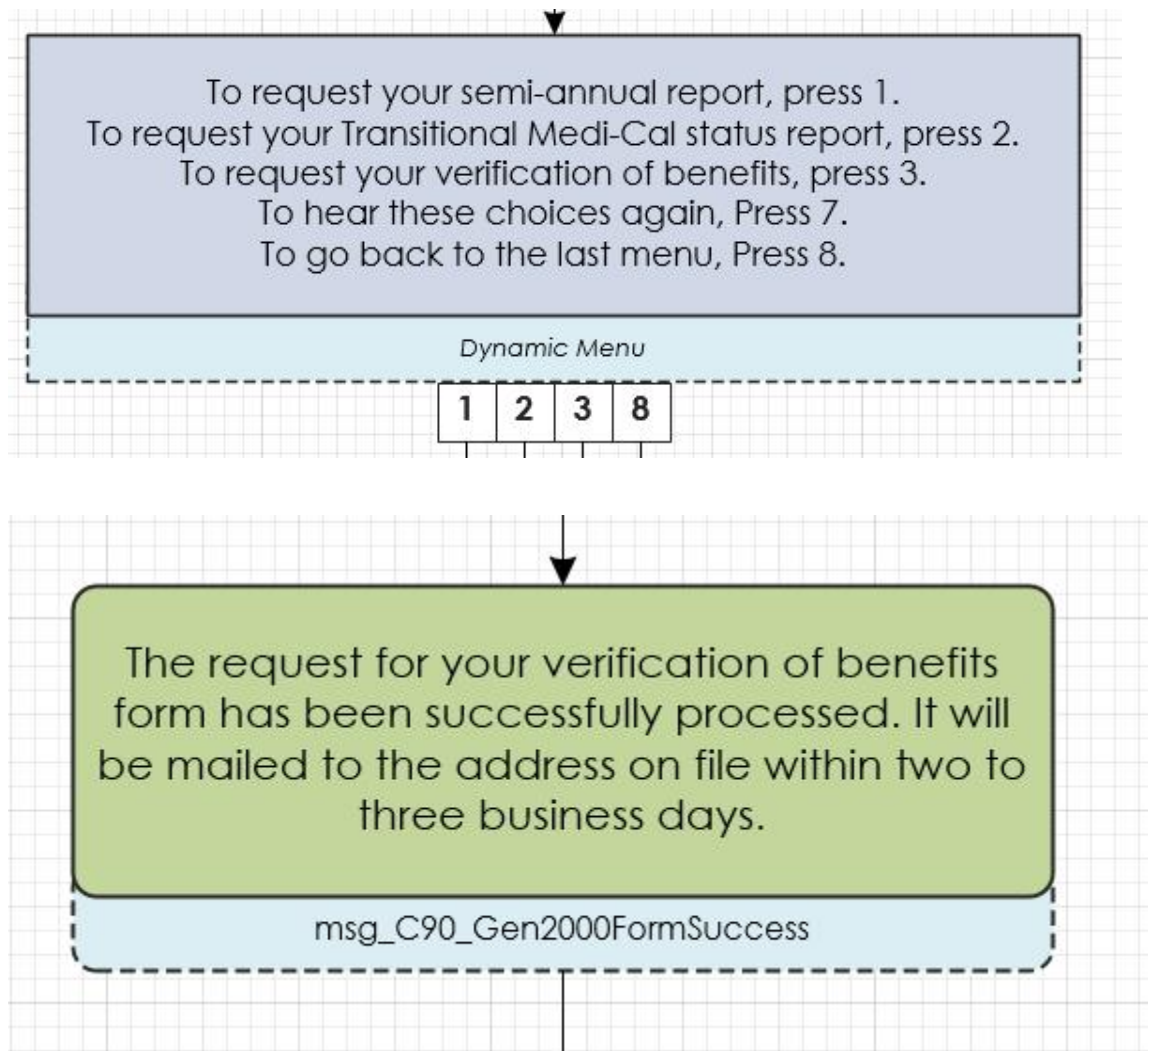 To request your semi-annual report, press 1.
To request your Transitional Medi-Cal status report, press 2.
To request your verification of benefits, press 3.
To hear these choices again, Press 7.
To go back to the last menu, Press 8.
Dynamic Menu
1 2 3 8
The request for your verification of benefits
form has been successfully processed. It will
be mailed to the address on file within two to
three business days.
msg_C90_Gen2000FormSuccess